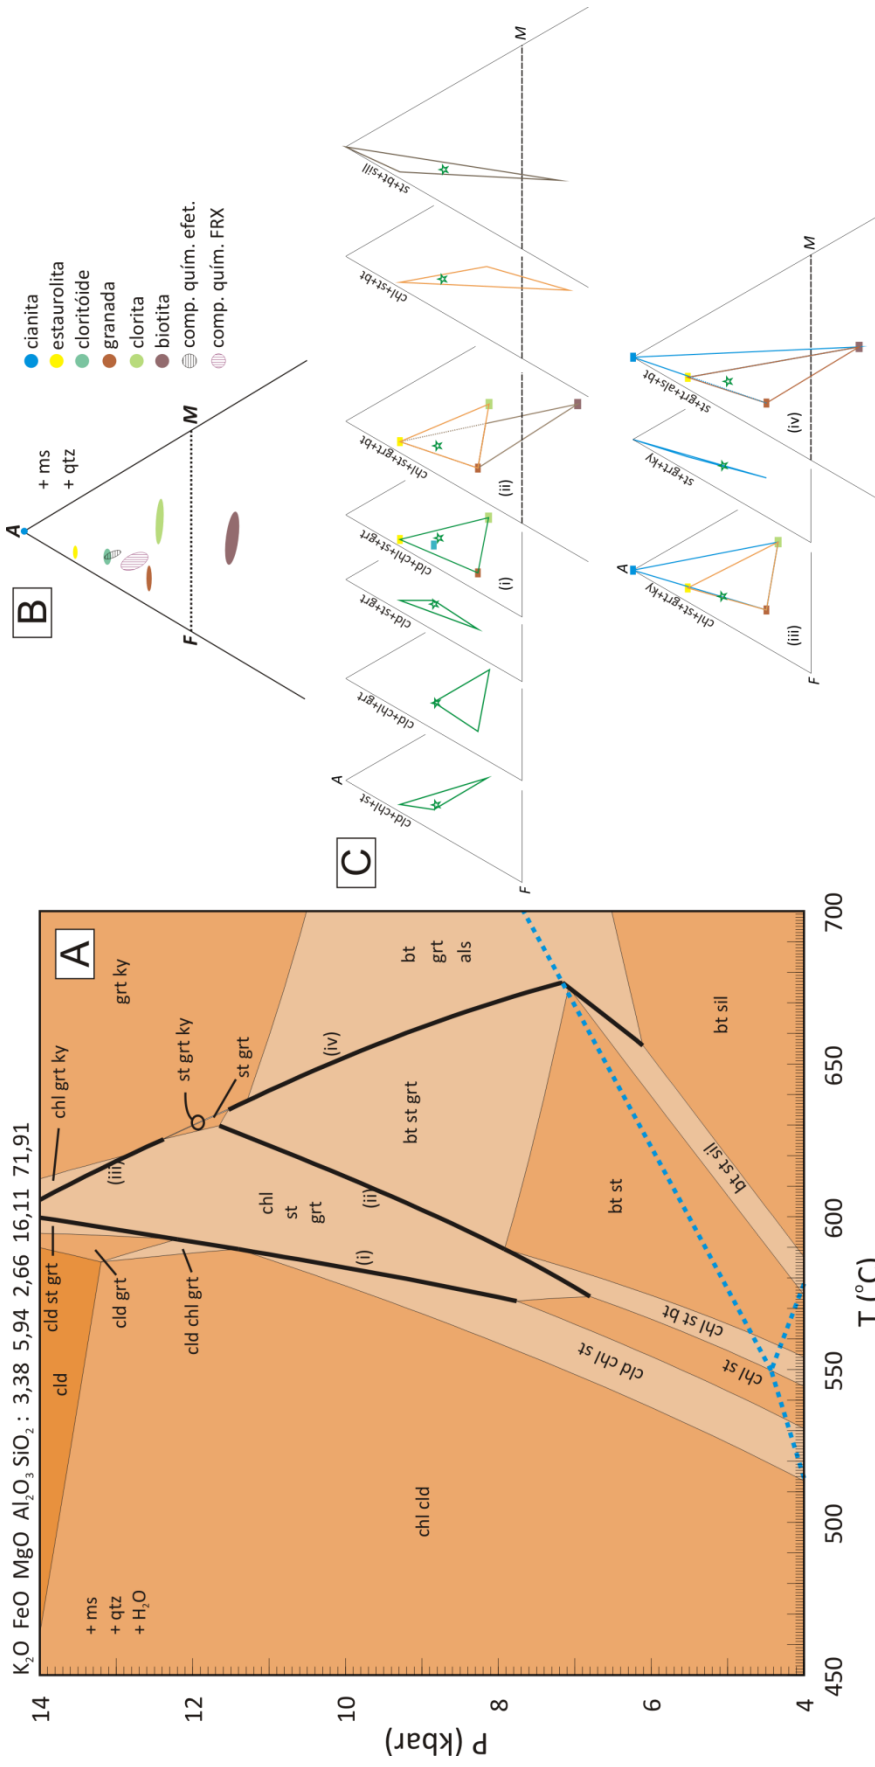 K₂O FeO MgO Al₂O₃ SiO₂ : 3,38 5,94 2,66 16,11 71,91
A
P (kbar)
14
12
10
8
6
4
T (°C)
450
500
550
600
650
700
+ ms
+ qtz
+ H₂O
cld
cld st grt
cld grt
cld chl grt
chl grt ky
grt ky
st grt ky
st grt
(iii)
(i)
(ii)
(iv)
chl
st
grt
bt st grt
bt
grt
als
chl cld
cld chl st
chl st
chl st bt
bt st
bt st sil
bt sil
B
A
+ ms
+ qtz
F
M
cianita
estaurolita
cloritóide
granada
clorita
biotita
comp. quím. efet.
comp. quím. FRX
C
A
F
cld+chl+st
cld+chl+grt
cld+st+grt
cld+chl+st+grt
(i)
chl+st+grt+bt
(ii)
chl+st+bt
st+bt+sill
M
A
F
chl+st+grt+ky
(iii)
st+grt+ky
st+grt+als+bt
(iv)
M